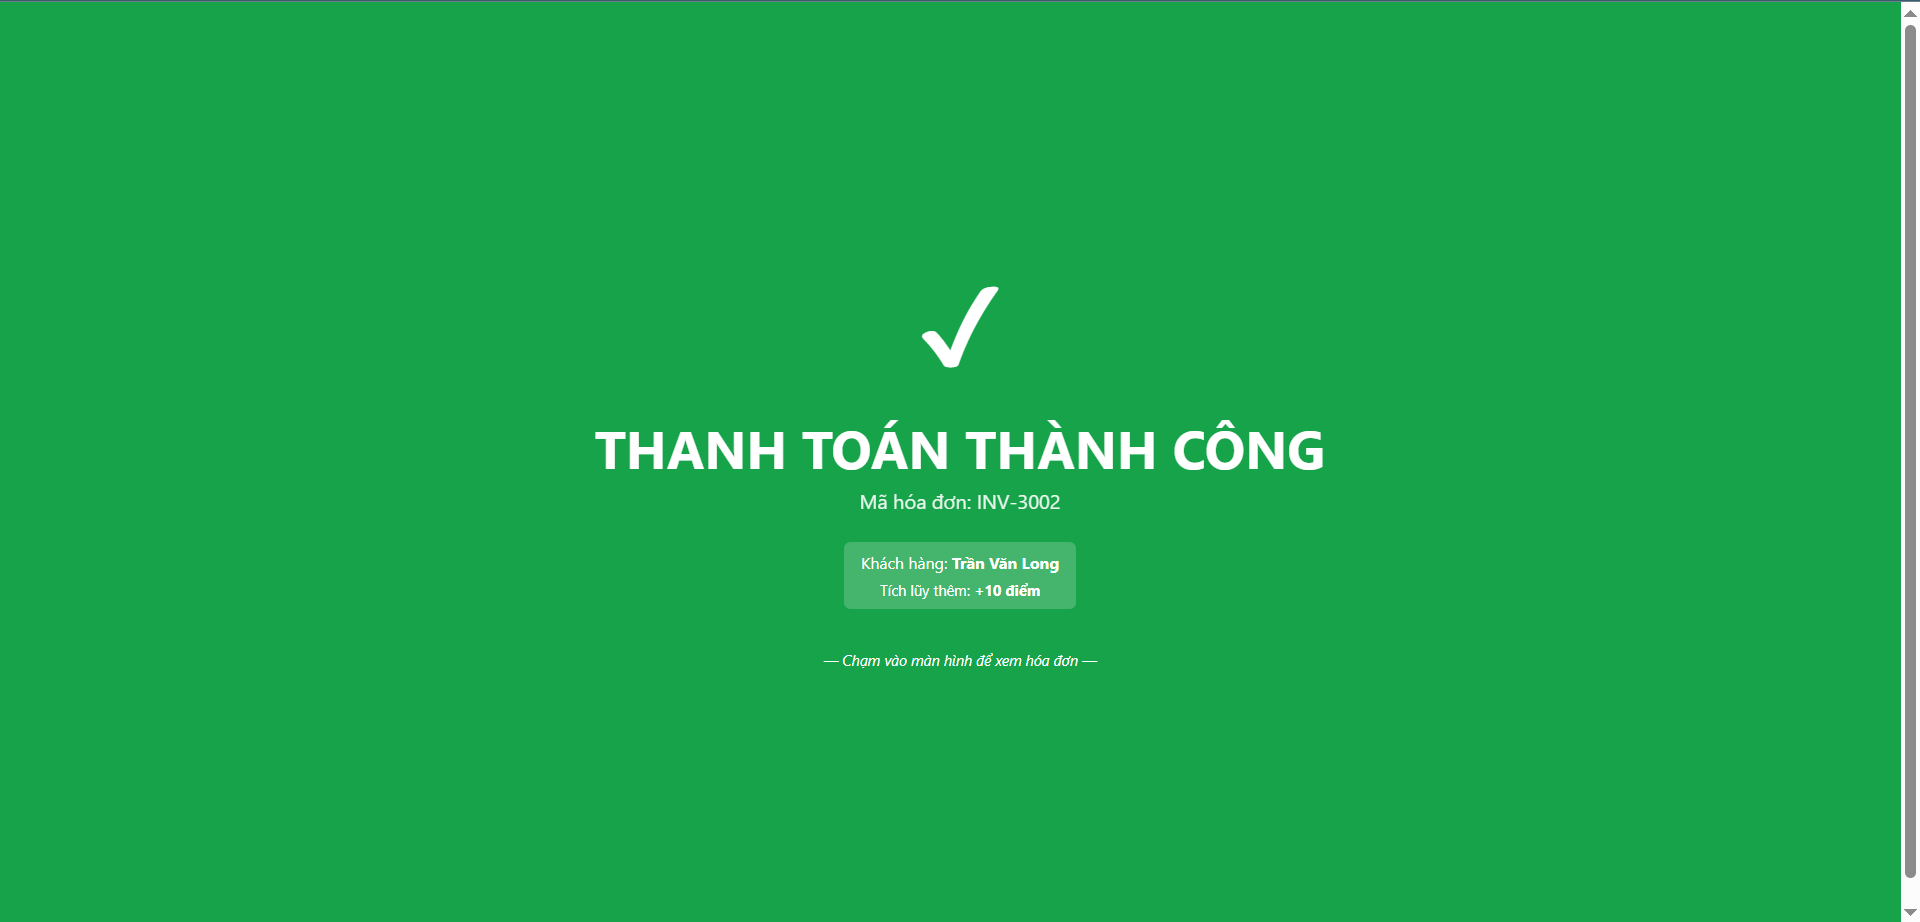 THANH TOÁN THÀNH CÔNG
Mã hóa đơn: INV-3002
Khách hàng: Trần Văn Long
Tích lũy thêm: +10 điểm
— Chạm vào màn hình để xem hóa đơn —